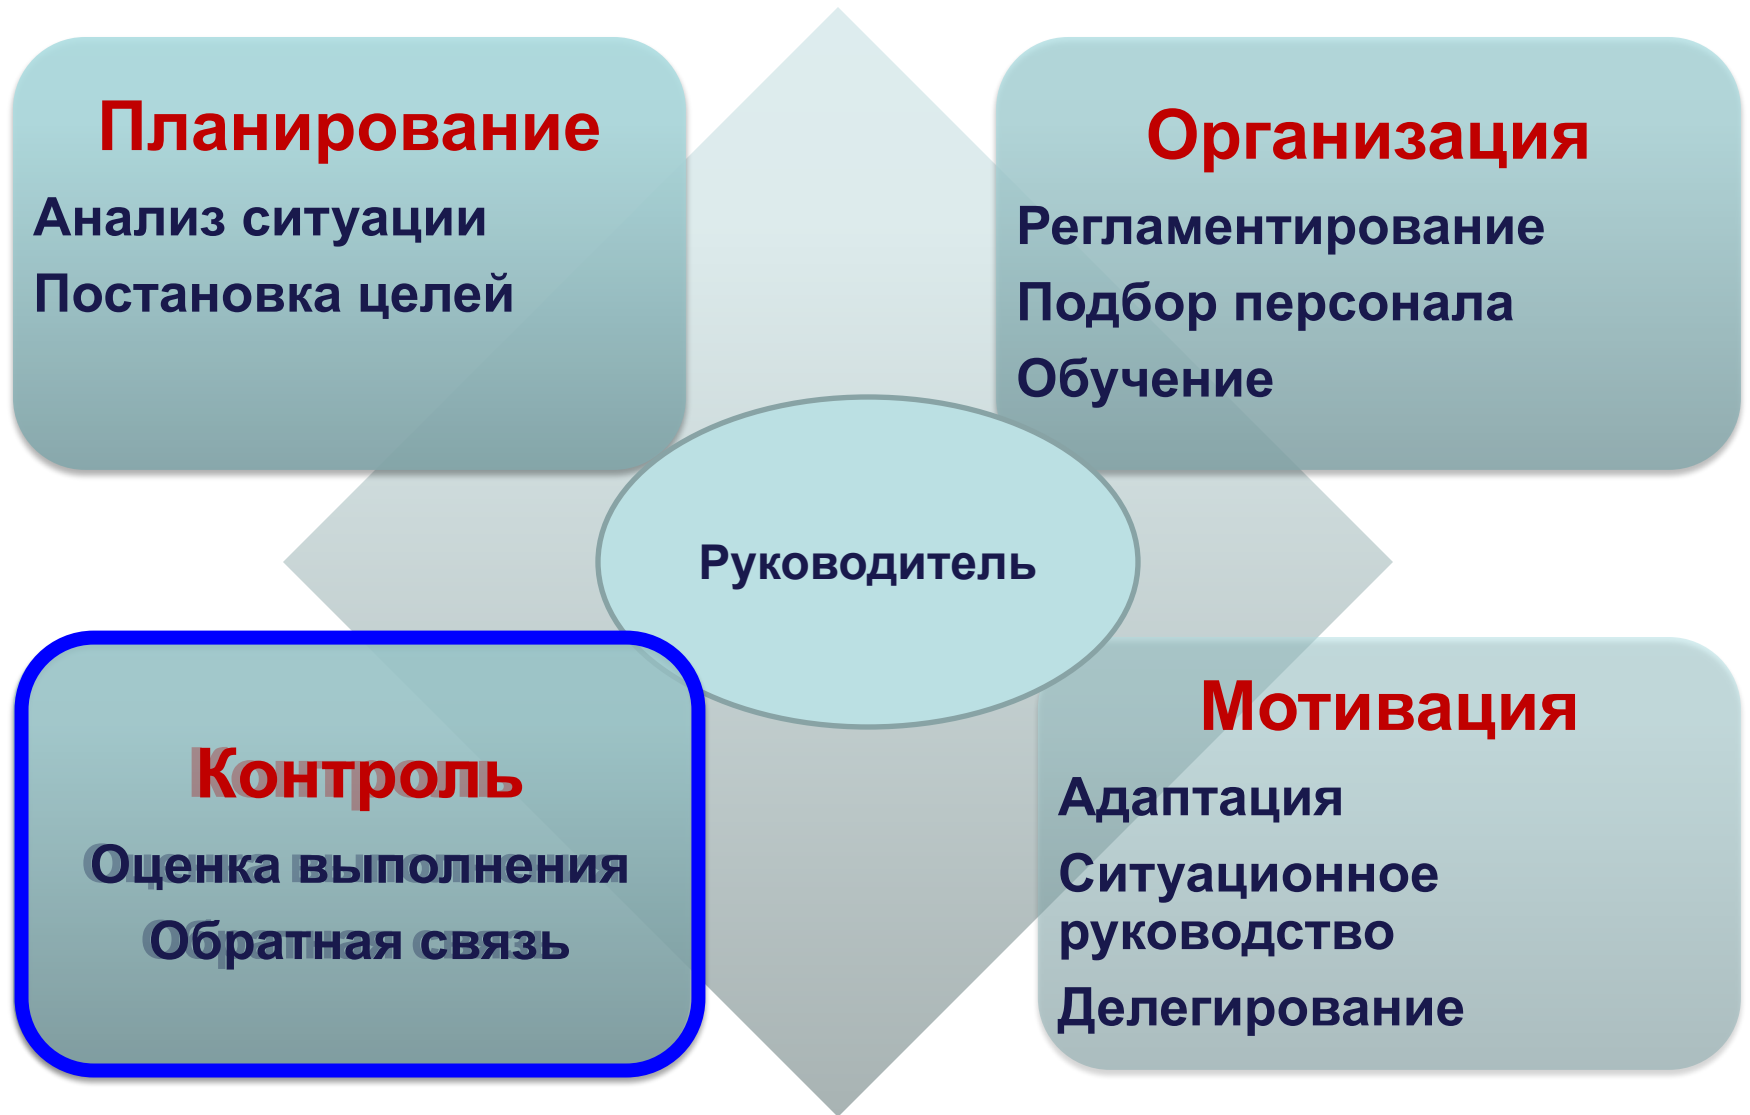 Планирование
Анализ ситуации
Постановка целей
Организация
Регламентирование
Подбор персонала
Обучение
Руководитель
Контроль
Оценка выполнения
Обратная связь
Мотивация
Адаптация
Ситуационное
руководство
Делегирование